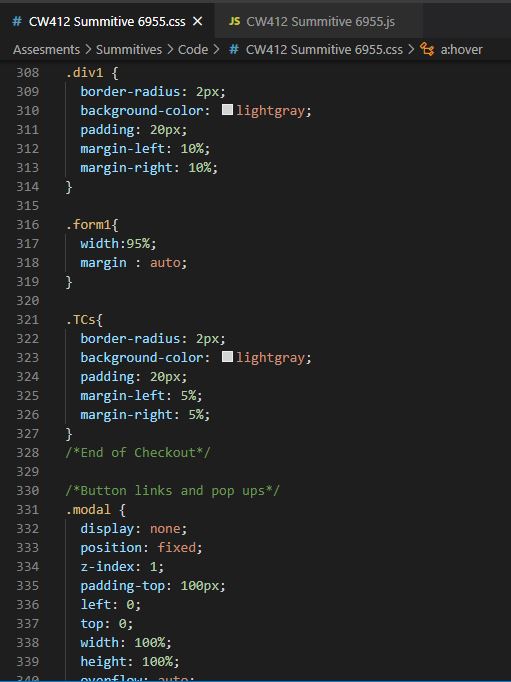 # CW412 Summitive 6955.css × JS CW412 Summitive 6955.js
Assesments > Summitives > Code > # CW412 Summitive 6955.css > a:hover
308 .div1 {
309 border-radius: 2px;
310 background-color: lightgray;
311 padding: 20px;
312 margin-left: 10%;
313 margin-right: 10%;
314 }
315
316 .form1{
317 width:95%;
318 margin : auto;
319 }
320
321 .TCs{
322 border-radius: 2px;
323 background-color: lightgray;
324 padding: 20px;
325 margin-left: 5%;
326 margin-right: 5%;
327 }
328 /*End of Checkout*/
329
330 /*Button links and pop ups*/
331 .modal {
332 display: none;
333 position: fixed;
334 z-index: 1;
335 padding-top: 100px;
336 left: 0;
337 top: 0;
338 width: 100%;
339 height: 100%;
340 overflow: auto;